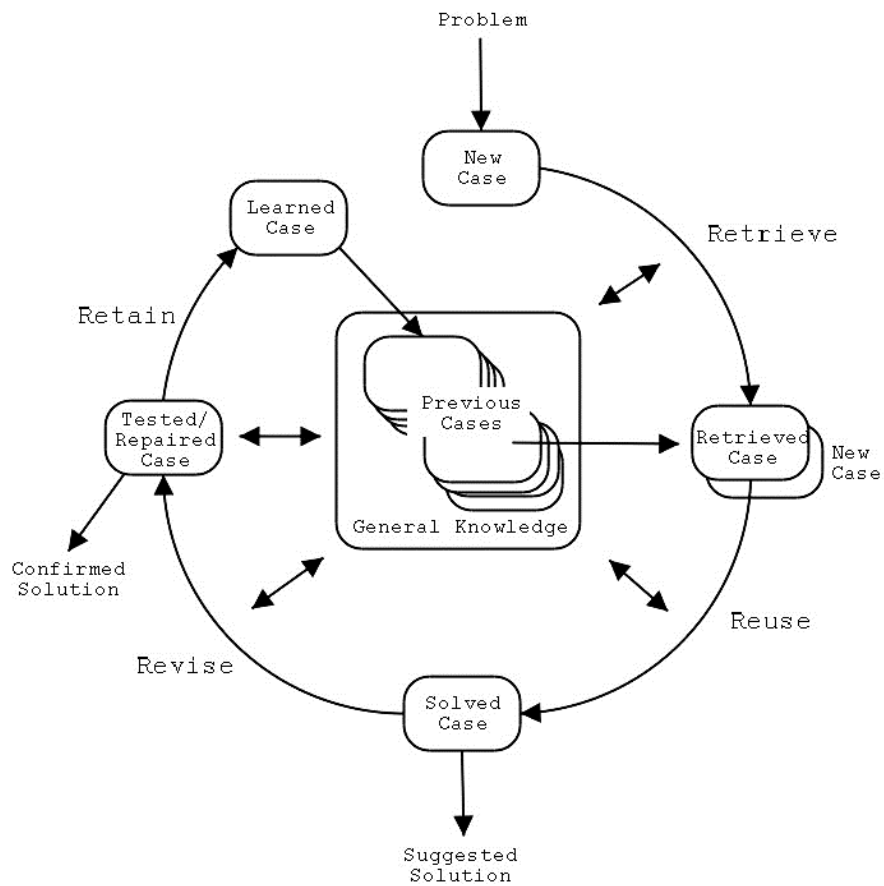 Problem
New
Case
Learned
Case
Retrieve
Retain
Previous
Cases
Tested/
Repaired
Case
Retrieved
Case
New
Case
General Knowledge
Confirmed
Solution
Reuse
Revise
Solved
Case
Suggested
Solution